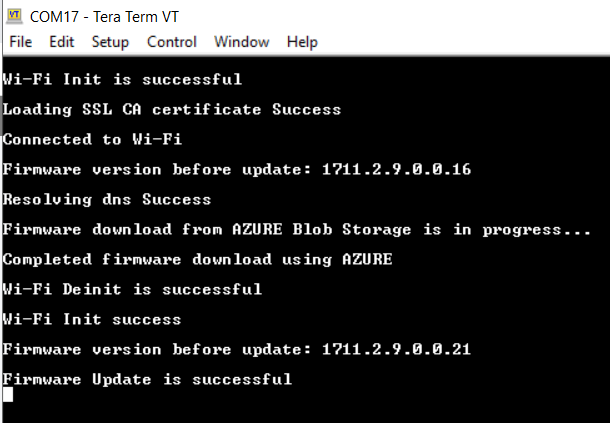 VT
COM17 - Tera Term VT
File Edit Setup Control Window Help
Wi-Fi Init is successful
Loading SSL CA certificate Success
Connected to Wi-Fi
Firmware version before update: 1711.2.9.0.0.16
Resolving dns Success
Firmware download from AZURE Blob Storage is in progress...
Completed firmware download using AZURE
Wi-Fi Deinit is successful
Wi-Fi Init success
Firmware version before update: 1711.2.9.0.0.21
Firmware Update is successful